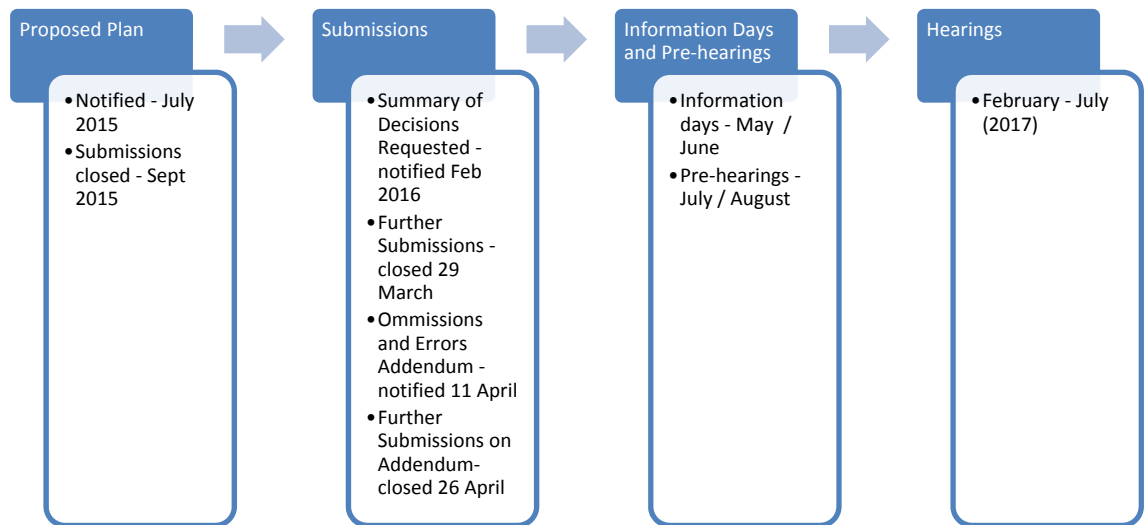 Proposed Plan
•Notified - July
2015
•Submissions
closed - Sept
2015
Submissions
•Summary of
Decisions
Requested -
notified Feb
2016
•Further
Submissions -
closed 29
March
•Ommissions
and Errors
Addendum -
notified 11 April
•Further
Submissions on
Addendum-
closed 26 April
Information Days
and Pre-hearings
•Information
days - May  /
June
•Pre-hearings -
July / August
Hearings
•February - July
(2017)